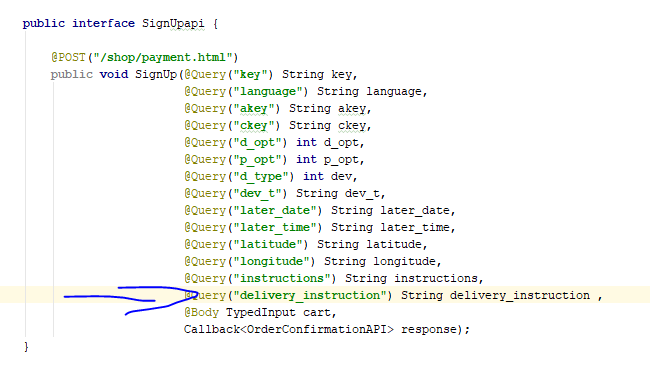 public interface SignUpapi {
@POST("/shop/payment.html")
public void SignUp(@Query("key") String key,
@Query("language") String language,
@Query("akey") String akey,
@Query("ckey") String ckey,
@Query("d_opt") int d_opt,
@Query("p_opt") int p_opt,
@Query("d_type") int dev,
@Query("dev_t") String dev_t,
@Query("later_date") String later_date,
@Query("later_time") String later_time,
@Query("latitude") String latitude,
@Query("longitude") String longitude,
@Query("instructions") String instructions,
@Query("delivery_instruction") String delivery_instruction ,
@Body TypedInput cart,
Callback<OrderConfirmationAPI> response);
}